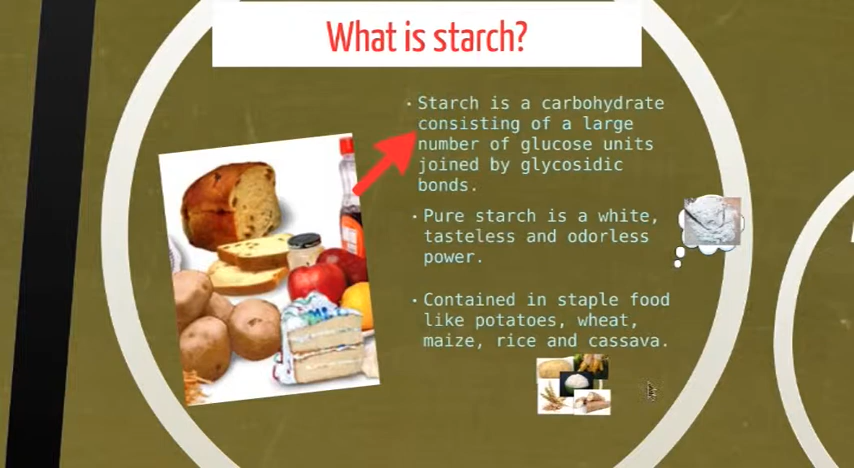 What is starch?
· Starch is a carbohydrate
consisting of a large
number of glucose units
joined by glycosidic
bonds.
· Pure starch is a white,
tasteless and odorless
power.
· Contained in staple food
like potatoes, wheat,
maize, rice and cassava.